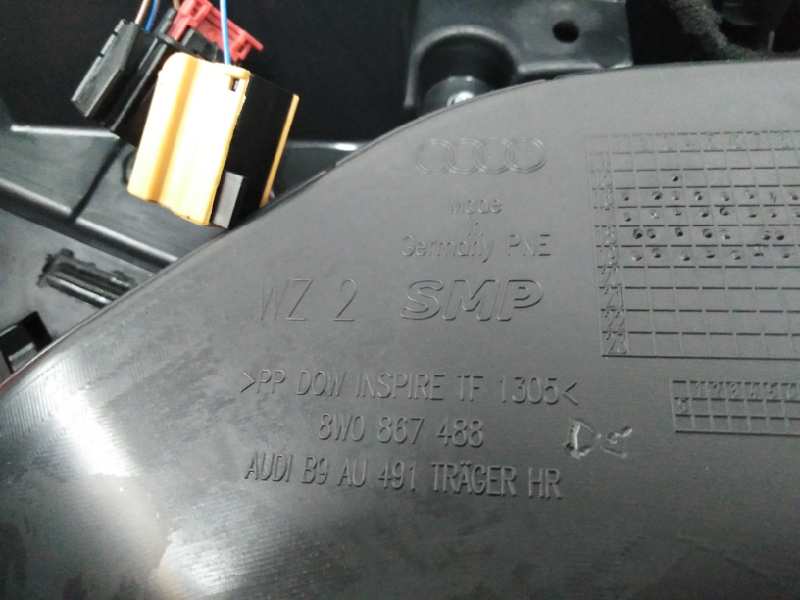 Made
in
Germany PNE
WZ 2 SMP
>PP DOW INSPIRE TF 1305<
8W0 867 488
AUDI B9 AU 491 TRÄGER HR